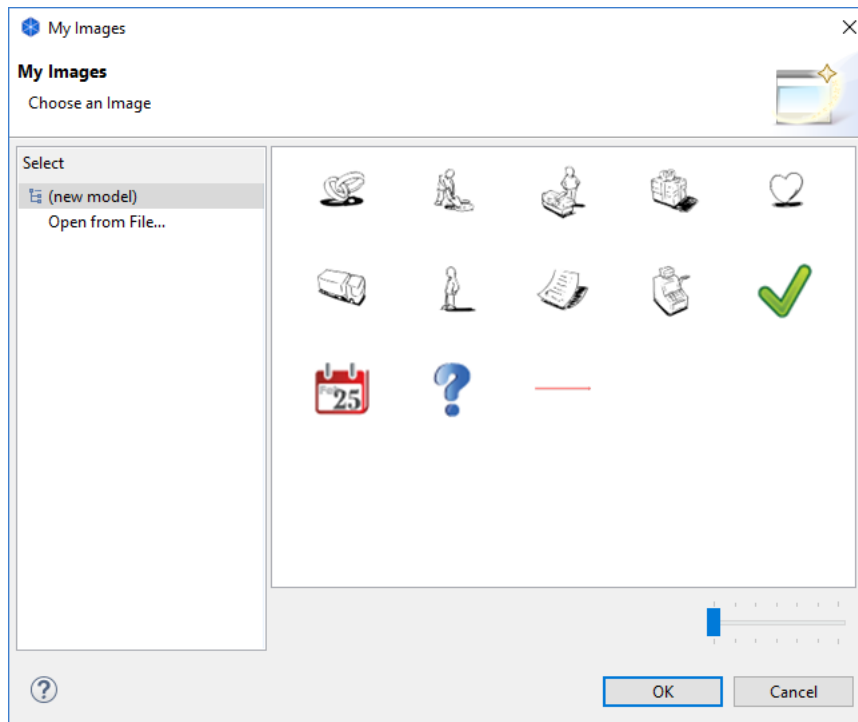 My Images
My Images
Choose an Image
Select
(new model)
Open from File...
25
OK
Cancel